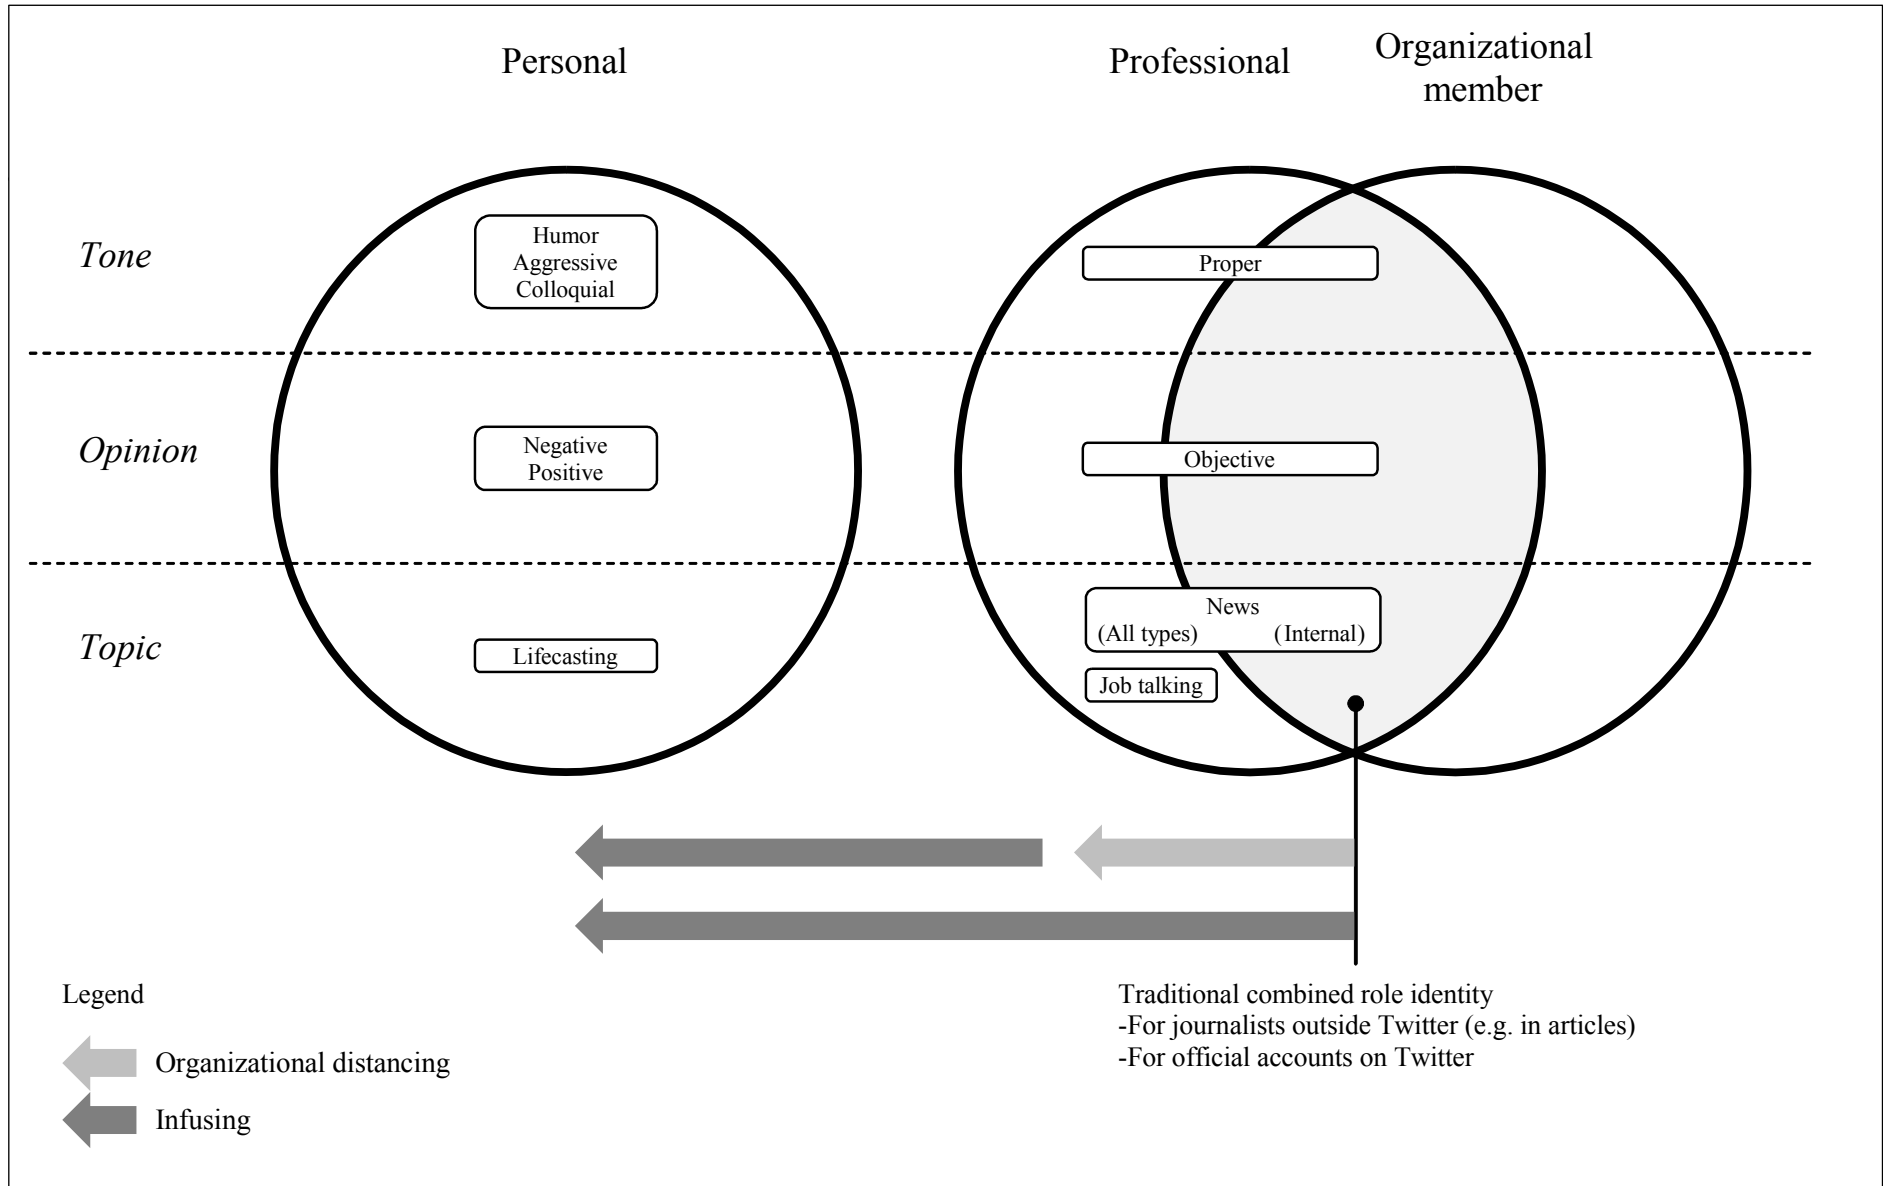 Personal
Professional
Organizational
member
Tone
Humor
Aggressive
Colloquial
Proper
Opinion
Negative
Positive
Objective
Topic
Lifecasting
News
(All types) (Internal)
Job talking
Legend
Organizational distancing
Infusing
Traditional combined role identity
-For journalists outside Twitter (e.g. in articles)
-For official accounts on Twitter